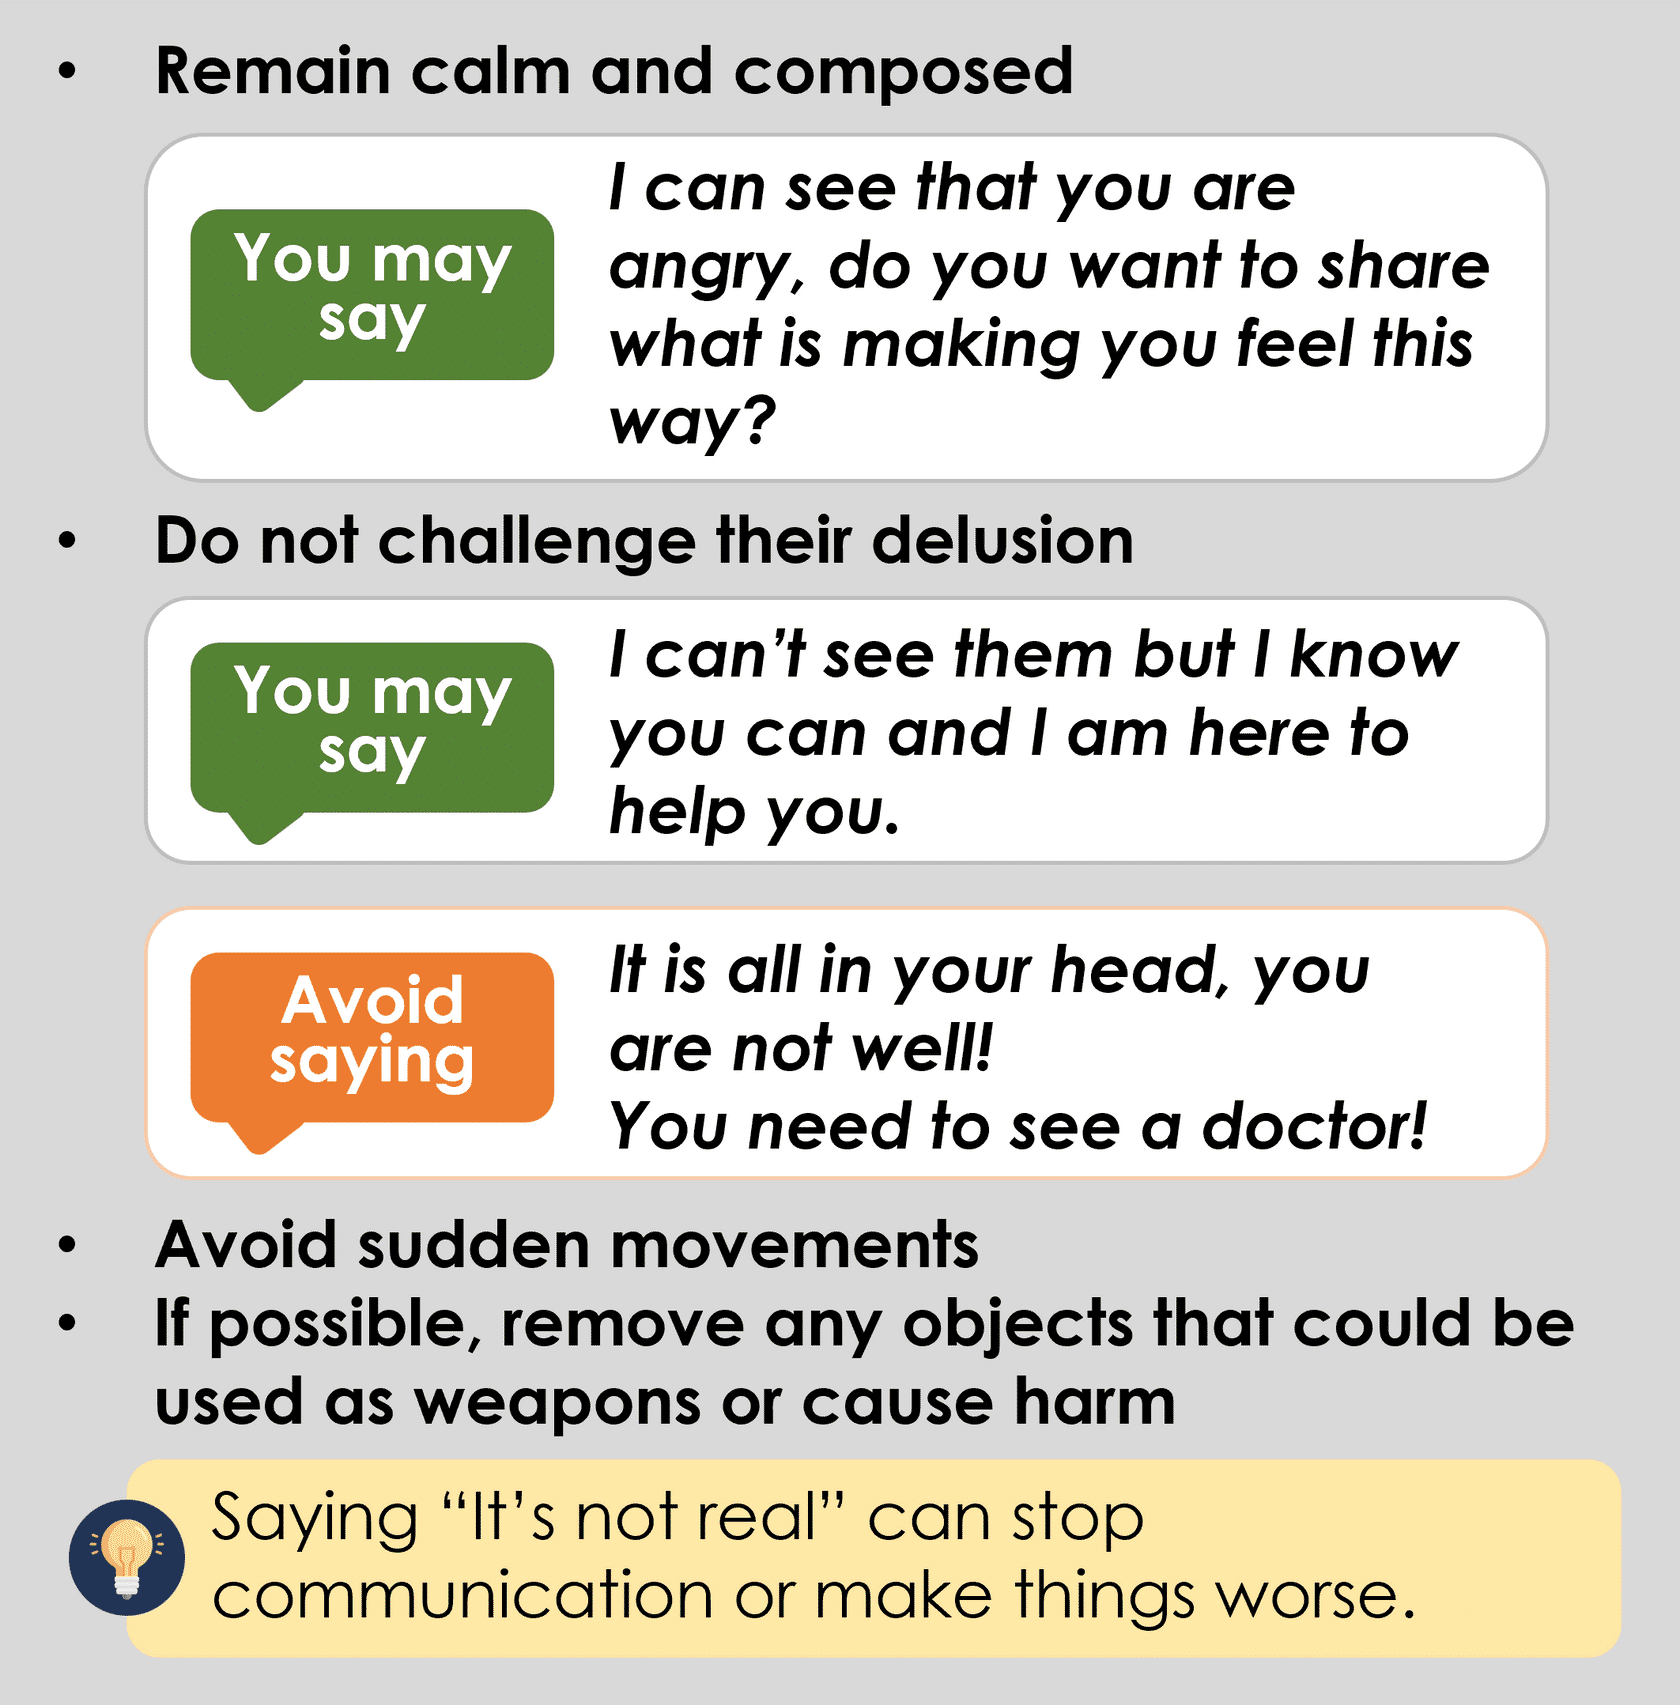 • Remain calm and composed
You may
say
I can see that you are
angry, do you want to share
what is making you feel this
way?
• Do not challenge their delusion
You may
say
I can’t see them but I know
you can and I am here to
help you.
Avoid
saying
It is all in your head, you
are not well!
You need to see a doctor!
• Avoid sudden movements
• If possible, remove any objects that could be
used as weapons or cause harm
Saying “It’s not real” can stop
communication or make things worse.